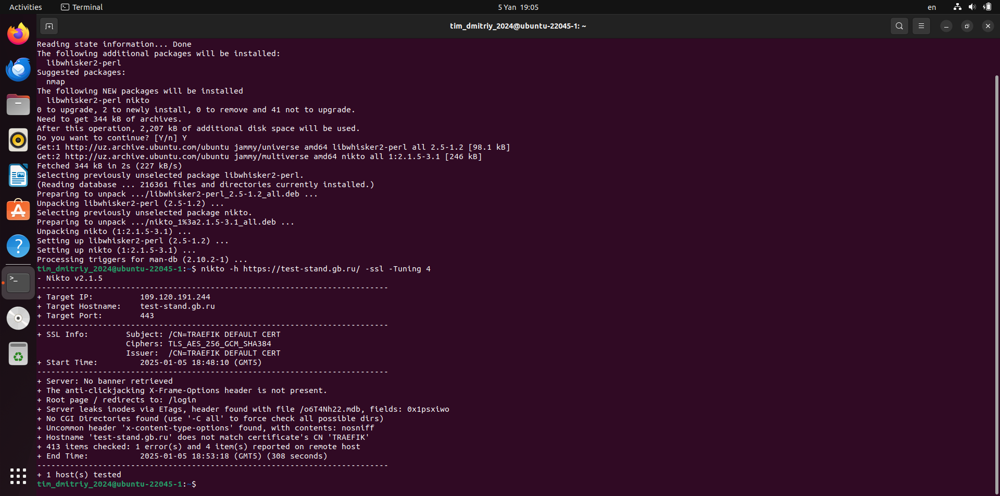 Activities Terminal 5 Yan 19:05 en
tim_dmitriy_2024@ubuntu-22045-1: ~
Reading state information... Done
The following additional packages will be installed:
  libwhisker2-perl
Suggested packages:
  nmap
The following NEW packages will be installed
  libwhisker2-perl nikto
0 to upgrade, 2 to newly install, 0 to remove and 41 not to upgrade.
Need to get 344 kB of archives.
After this operation, 2,207 kB of additional disk space will be used.
Do you want to continue? [Y/n] Y
Get:1 http://uz.archive.ubuntu.com/ubuntu jammy/universe amd64 libwhisker2-perl all 2.5-1.2 [98.1 kB]
Get:2 http://uz.archive.ubuntu.com/ubuntu jammy/multiverse amd64 nikto all 1:2.1.5-3.1 [246 kB]
Fetched 344 kB in 2s (227 kB/s)
Selecting previously unselected package libwhisker2-perl.
(Reading database ... 216361 files and directories currently installed.)
Preparing to unpack .../libwhisker2-perl_2.5-1.2_all.deb ...
Unpacking libwhisker2-perl (2.5-1.2) ...
Selecting previously unselected package nikto.
Preparing to unpack .../nikto_1%3a2.1.5-3.1_all.deb ...
Unpacking nikto (1:2.1.5-3.1) ...
Setting up libwhisker2-perl (2.5-1.2) ...
Setting up nikto (1:2.1.5-3.1) ...
Processing triggers for man-db (2.10.2-1) ...
tim_dmitriy_2024@ubuntu-22045-1:~$ nikto -h https://test-stand.gb.ru/ -ssl -Tuning 4
- Nikto v2.1.5
---------------------------------------------------------------------------
+ Target IP:          109.120.191.244
+ Target Hostname:    test-stand.gb.ru
+ Target Port:        443
---------------------------------------------------------------------------
+ SSL Info:        Subject: /CN=TRAEFIK DEFAULT CERT
                   Ciphers: TLS_AES_256_GCM_SHA384
                   Issuer:  /CN=TRAEFIK DEFAULT CERT
+ Start Time:         2025-01-05 18:48:10 (GMT5)
---------------------------------------------------------------------------
+ Server: No banner retrieved
+ The anti-clickjacking X-Frame-Options header is not present.
+ Root page / redirects to: /login
+ Server leaks inodes via ETags, header found with file /o6T4Nh22.mdb, fields: 0x1psxiwo
+ No CGI Directories found (use '-C all' to force check all possible dirs)
+ Uncommon header 'x-content-type-options' found, with contents: nosniff
+ Hostname 'test-stand.gb.ru' does not match certificate's CN 'TRAEFIK'
+ 413 items checked: 1 error(s) and 4 item(s) reported on remote host
+ End Time:           2025-01-05 18:53:18 (GMT5) (308 seconds)
---------------------------------------------------------------------------
+ 1 host(s) tested
tim_dmitriy_2024@ubuntu-22045-1:~$